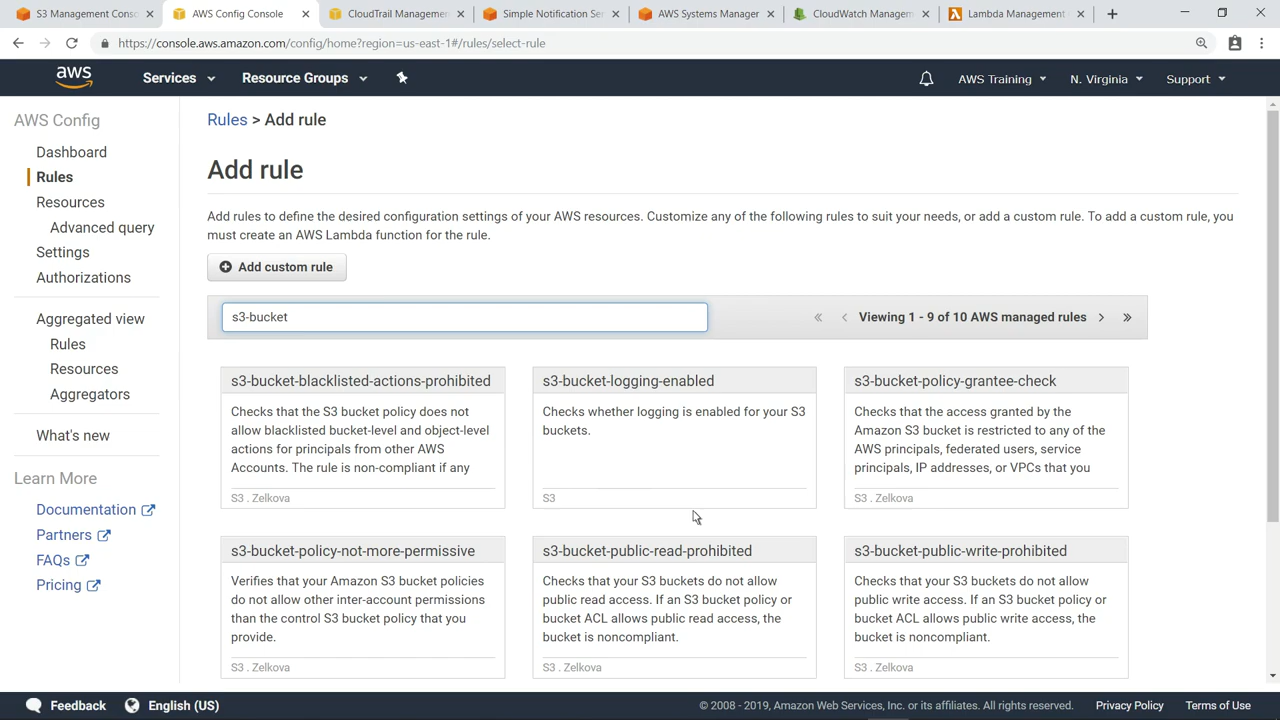 S3 Management Consc
AWS Config Console
CloudTrail Managemen
Simple Notification Se
AWS Systems Manager
CloudWatch Managem
Lambda Management
https://console.aws.amazon.com/config/home?region=us-east-1#/rules/select-rule
aws
Services
Resource Groups
AWS Training
N. Virginia
Support
AWS Config
Dashboard
Rules
Resources
Advanced query
Settings
Authorizations
Aggregated view
Rules
Resources
Aggregators
What's new
Learn More
Documentation
Partners
FAQs
Pricing
Rules > Add rule
Add rule
Add rules to define the desired configuration settings of your AWS resources. Customize any of the following rules to suit your needs, or add a custom rule. To add a custom rule, you
must create an AWS Lambda function for the rule.
Add custom rule
s3-bucket
« ‹ Viewing 1 - 9 of 10 AWS managed rules › »
s3-bucket-blacklisted-actions-prohibited
Checks that the S3 bucket policy does not
allow blacklisted bucket-level and object-level
actions for principals from other AWS
Accounts. The rule is non-compliant if any
S3 . Zelkova
s3-bucket-logging-enabled
Checks whether logging is enabled for your S3
buckets.
S3
s3-bucket-policy-grantee-check
Checks that the access granted by the
Amazon S3 bucket is restricted to any of the
AWS principals, federated users, service
principals, IP addresses, or VPCs that you
S3 . Zelkova
s3-bucket-policy-not-more-permissive
Verifies that your Amazon S3 bucket policies
do not allow other inter-account permissions
than the control S3 bucket policy that you
provide.
S3 . Zelkova
s3-bucket-public-read-prohibited
Checks that your S3 buckets do not allow
public read access. If an S3 bucket policy or
bucket ACL allows public read access, the
bucket is noncompliant.
S3 . Zelkova
s3-bucket-public-write-prohibited
Checks that your S3 buckets do not allow
public write access. If an S3 bucket policy or
bucket ACL allows public write access, the
bucket is noncompliant.
S3 . Zelkova
Feedback
English (US)
© 2008 - 2019, Amazon Web Services, Inc. or its affiliates. All rights reserved.
Privacy Policy
Terms of Use